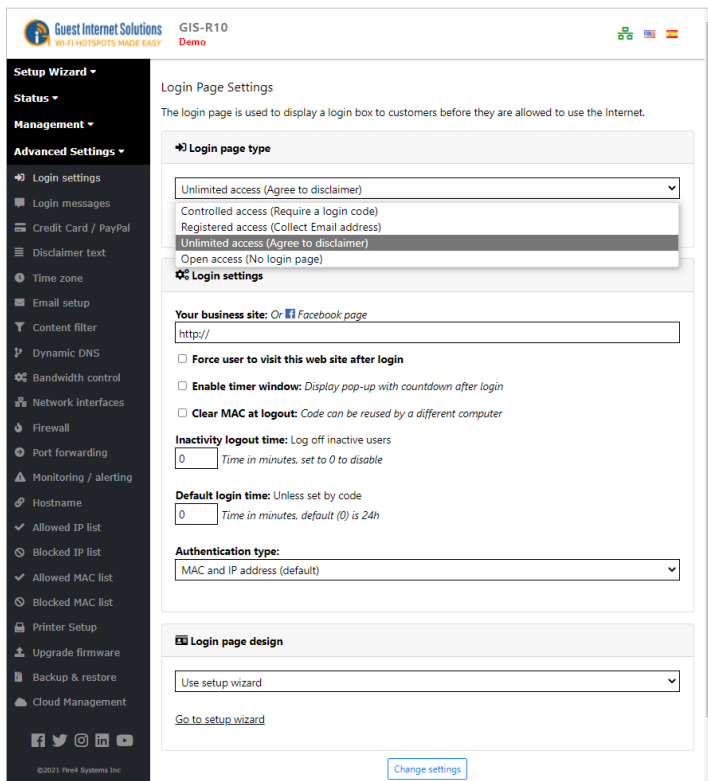 Guest Internet Solutions
WI-FI HOTSPOTS MADE EASY
GIS-R10
Demo
Setup Wizard
Status
Management
Advanced Settings
Login settings
Login messages
Credit Card / PayPal
Disclaimer text
Time zone
Email setup
Content filter
Dynamic DNS
Bandwidth control
Network interfaces
Firewall
Port forwarding
Monitoring / alerting
Hostname
Allowed IP list
Blocked IP list
Allowed MAC list
Blocked MAC list
Printer Setup
Upgrade firmware
Backup & restore
Cloud Management
©2021 Fire4 Systems Inc
Login Page Settings
The login page is used to display a login box to customers before they are allowed to use the Internet.
Login page type
Unlimited access (Agree to disclaimer)
Controlled access (Require a login code)
Registered access (Collect Email address)
Unlimited access (Agree to disclaimer)
Open access (No login page)
Login settings
Your business site: Or Facebook page
http://
Force user to visit this web site after login
Enable timer window: Display pop-up with countdown after login
Clear MAC at logout: Code can be reused by a different computer
Inactivity logout time: Log off inactive users
0 Time in minutes, set to 0 to disable
Default login time: Unless set by code
0 Time in minutes, default (0) is 24h
Authentication type:
MAC and IP address (default)
Login page design
Use setup wizard
Go to setup wizard
Change settings